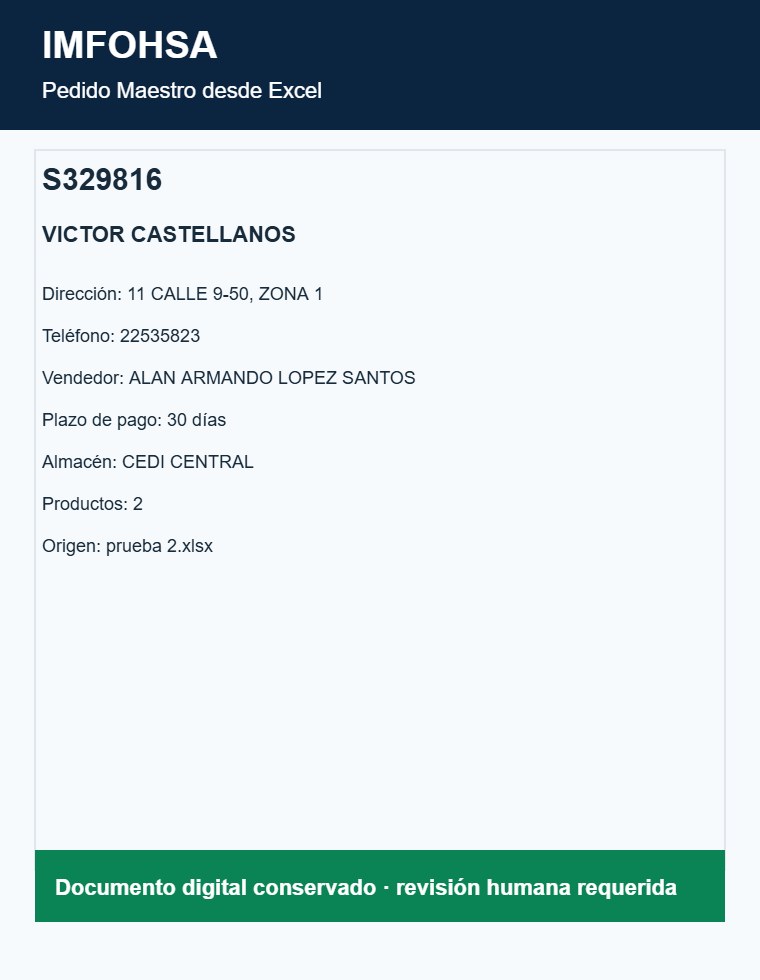 IMFOHSA
Pedido Maestro desde Excel
S329816
VICTOR CASTELLANOS
Dirección: 11 CALLE 9-50, ZONA 1
Teléfono: 22535823
Vendedor: ALAN ARMANDO LOPEZ SANTOS
Plazo de pago: 30 días
Almacén: CEDI CENTRAL
Productos: 2
Origen: prueba 2.xlsx
Documento digital conservado · revisión humana requerida